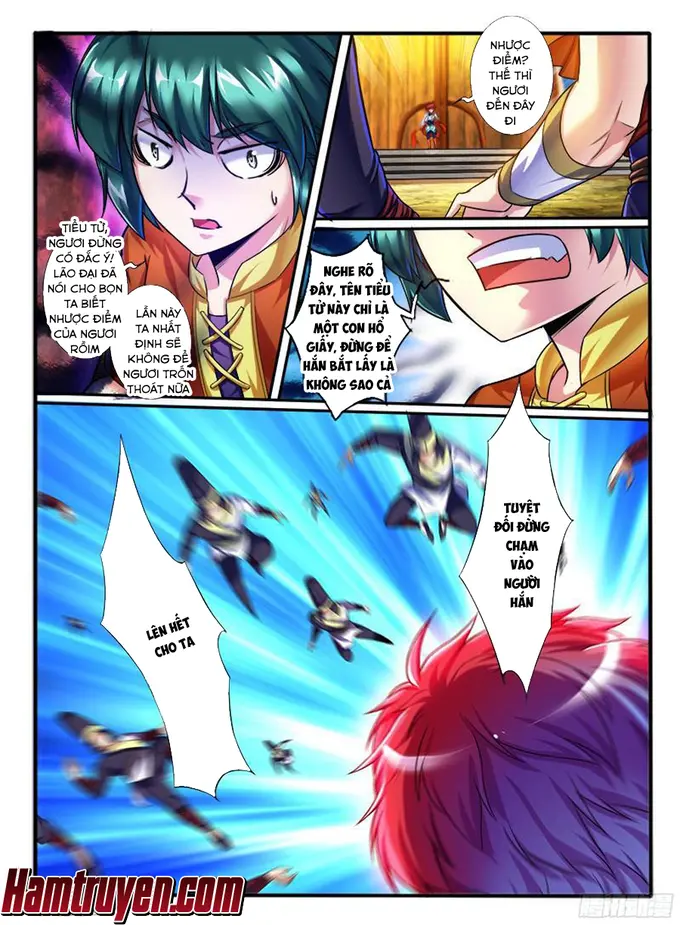 TIỂU TỬ,
NGƯƠI ĐỪNG
CÓ ĐẮC Ý!
LÃO ĐẠI ĐÃ
NÓI CHO BỌN
TA BIẾT
NHƯỢC ĐIỂM
CỦA NGƯƠI
RỒIM
LẦN NÀY
TA NHẤT
ĐỊNH SẼ
KHÔNG ĐỂ
NGƯƠI TRỐN
THOÁT NỮA
NHƯỢC
ĐIỂM?
THẾ THÌ
NGƯƠI
ĐẾN ĐÂY
ĐI
NGHE RÕ
ĐÂY, TÊN TIỂU
TỬ NÀY CHỈ LÀ
MỘT CON HỔ
GIẤY, ĐỪNG ĐỂ
HẮN BẮT LẤY LÀ
KHÔNG SAO CẢ
TUYỆT
ĐỐI ĐỪNG
CHẠM
VÀO
NGƯỜI
HẮN
LÊN HẾT
CHO TA
Hamtruyen.com